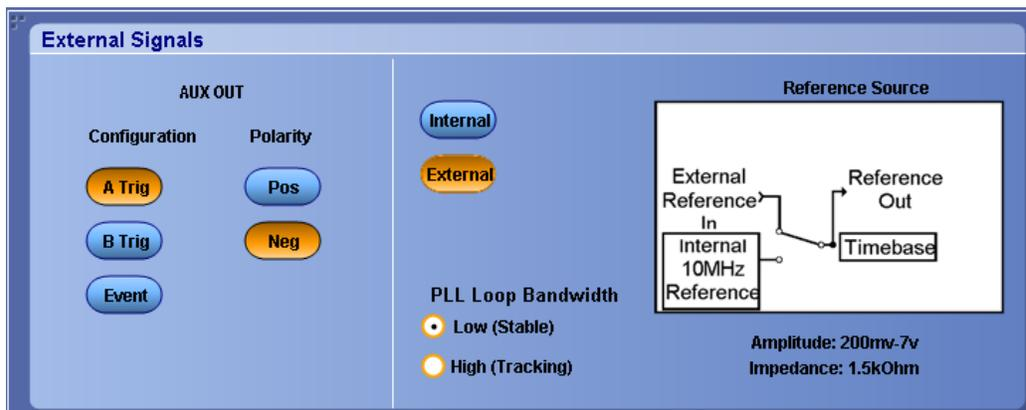 External Signals
AUX OUT
Configuration
Polarity
A Trig
Pos
B Trig
Neg
Event
Internal
External
PLL Loop Bandwidth
Low (Stable)
High (Tracking)
Reference Source
External
Reference
In
Internal
10MHz
Reference
Reference
Out
Timebase
Amplitude: 200mv-7v
Impedance: 1.5kOhm